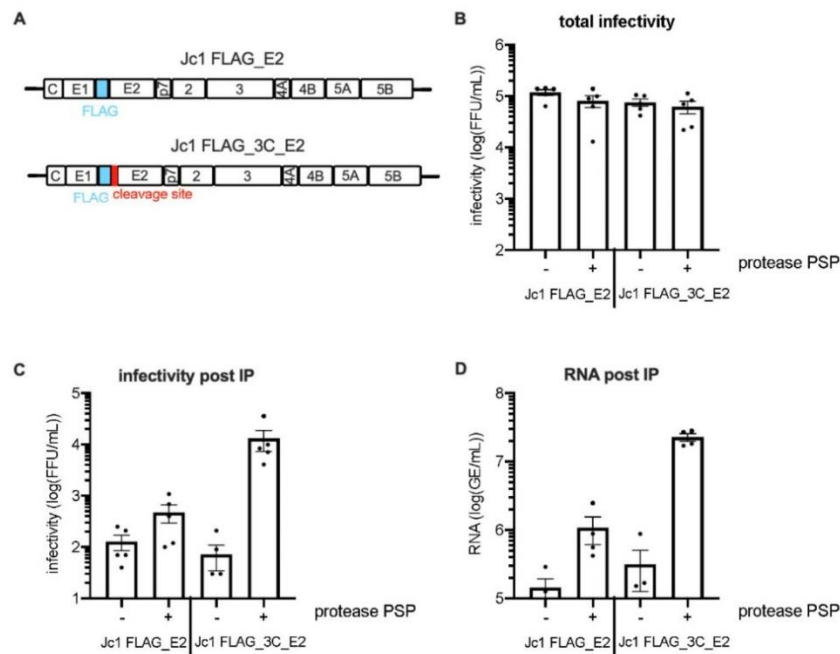 A
Jc1 FLAG_E2
C E1 E2 p7 2 3 4A 4B 5A 5B
FLAG
Jc1 FLAG_3C_E2
C E1 E2 p7 2 3 4A 4B 5A 5B
FLAG cleavage site
B
total infectivity
infectivity (log(FFU/mL))
6
5
4
3
2
- + - + protease PSP
Jc1 FLAG_E2 Jc1 FLAG_3C_E2
C
infectivity post IP
infectivity (log(FFU/mL))
5
4
3
2
1
- + - + protease PSP
Jc1 FLAG_E2 Jc1 FLAG_3C_E2
D
RNA post IP
RNA (log(GE/mL))
8
7
6
5
- + - + protease PSP
Jc1 FLAG_E2 Jc1 FLAG_3C_E2